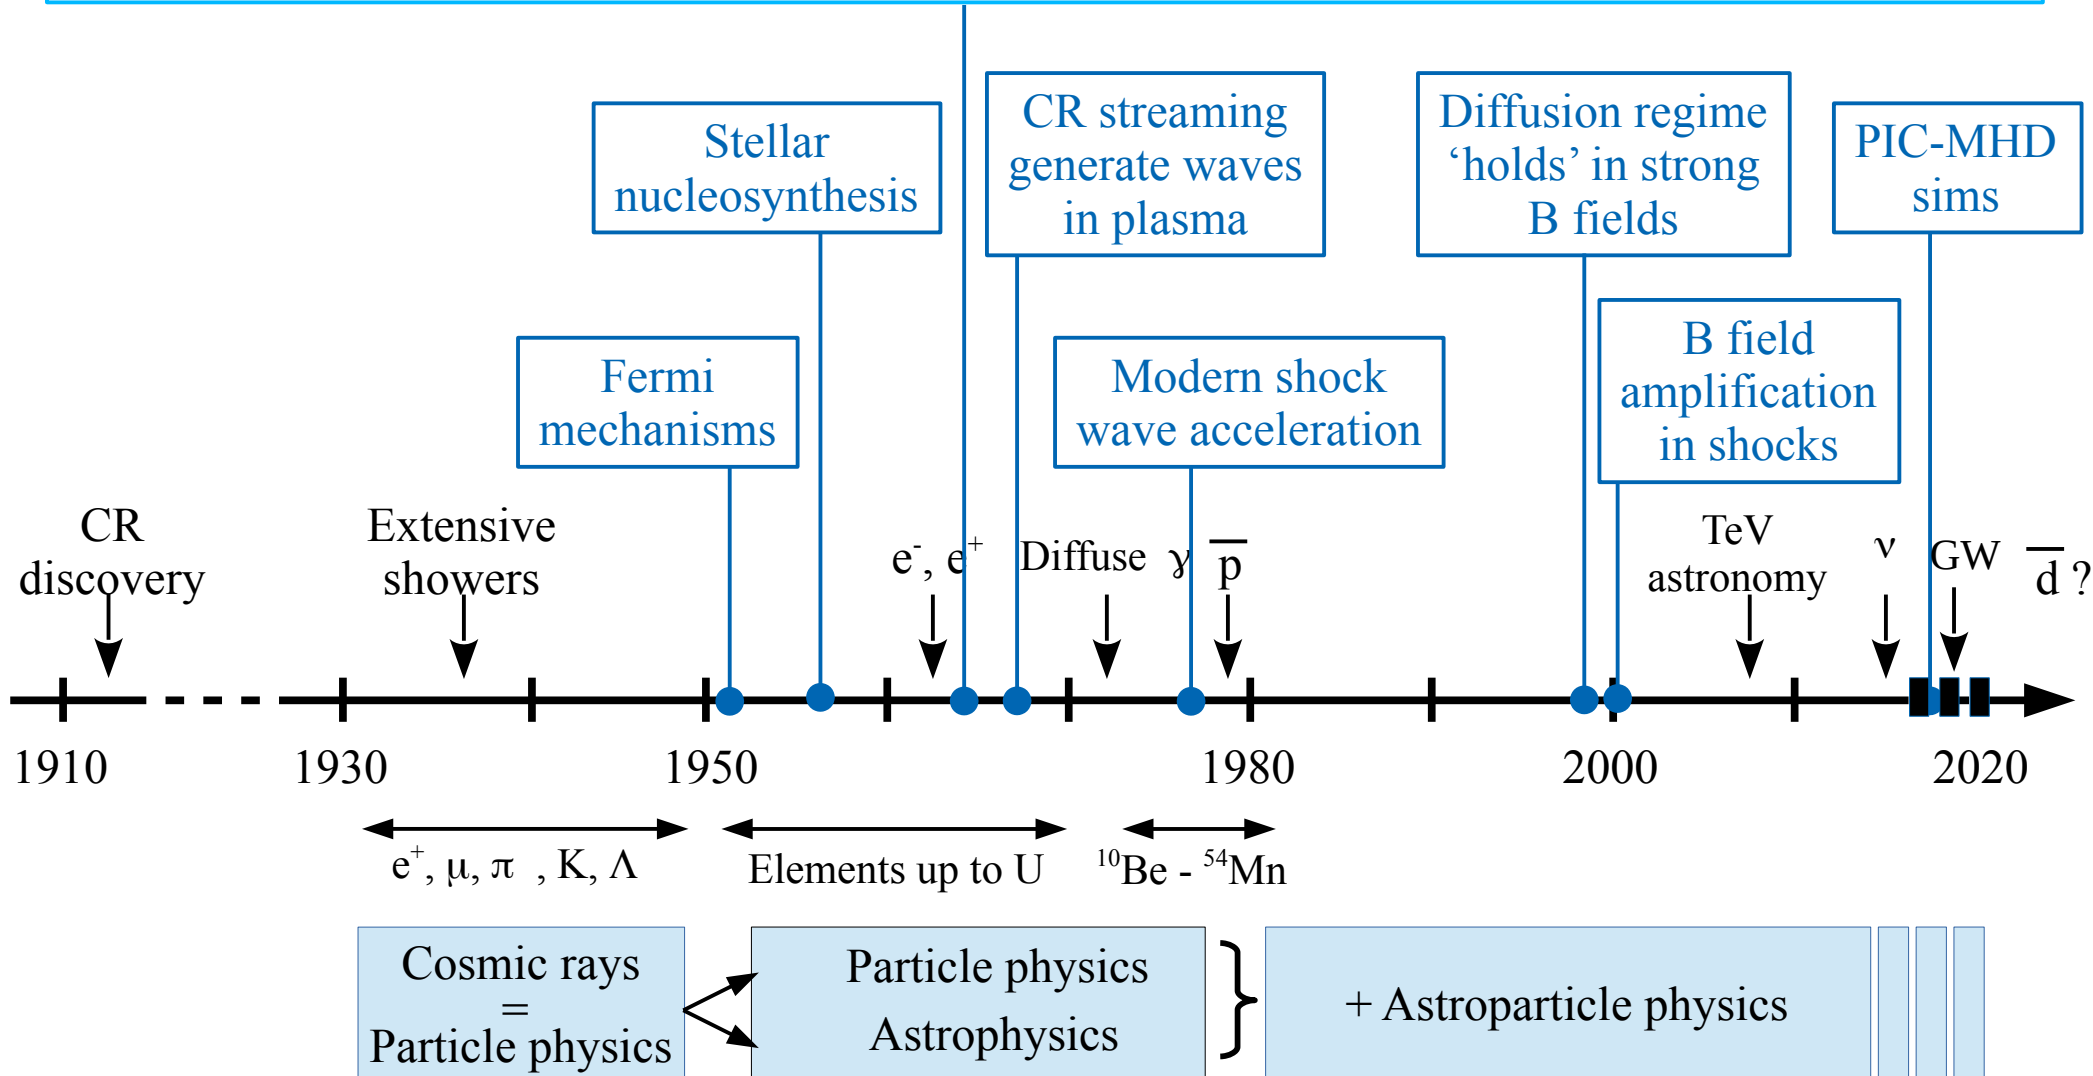 Stellar
nucleosynthesis
CR streaming
generate waves
in plasma
Diffusion regime
‘holds’ in strong
B fields
PIC-MHD
sims
Fermi
mechanisms
Modern shock
wave acceleration
B field
amplification
in shocks
CR
discovery
Extensive
showers
e⁻, e⁺
Diffuse γ
p̅
TeV
astronomy
ν
GW
d̅ ?
1910 1930 1950 1980 2000 2020
e⁺, μ, π , K, Λ
Elements up to U
¹⁰Be - ⁵⁴Mn
Cosmic rays
=
Particle physics
Particle physics
Astrophysics
+ Astroparticle physics